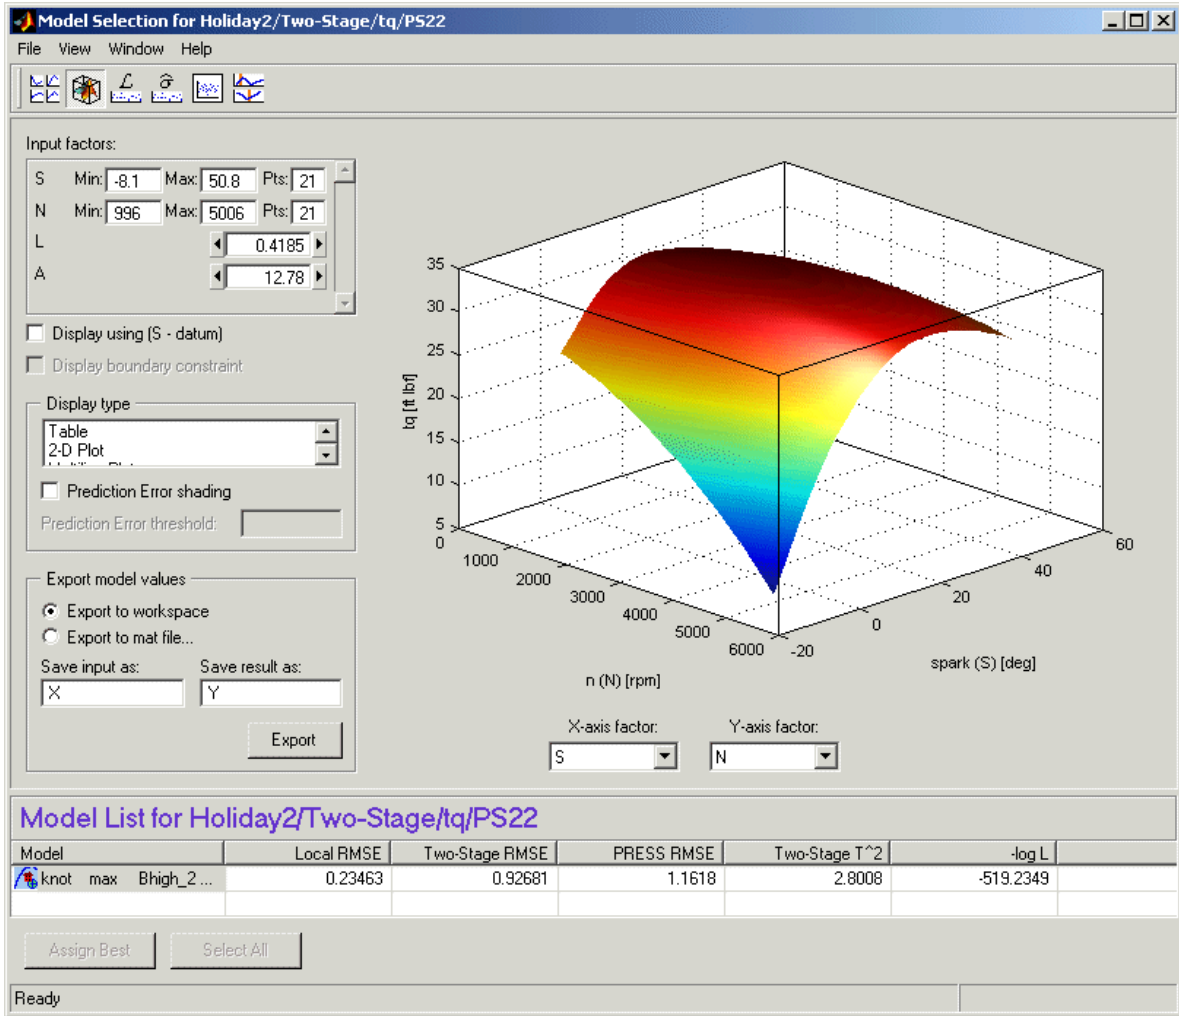 Model Selection for Holiday2/Two-Stage/tq/PS22
File View Window Help
Input factors:
S Min: -8.1 Max: 50.8 Pts: 21
N Min: 996 Max: 5006 Pts: 21
L 0.4185
A 12.78
Display using (S - datum)
Display boundary constraint
Display type
Table
2-D Plot
Prediction Error shading
Prediction Error threshold:
Export model values
Export to workspace
Export to mat file...
Save input as: Save result as:
X Y
Export
35
30
25
20
15
10
5
tq [ft lbf]
0
1000
2000
3000
4000
5000
6000
n (N) [rpm]
-20
0
20
40
60
spark (S) [deg]
X-axis factor: Y-axis factor:
S N
Model List for Holiday2/Two-Stage/tq/PS22
Model Local RMSE Two-Stage RMSE PRESS RMSE Two-Stage T^2 -log L
knot max Bhigh_2 ... 0.23463 0.92681 1.1618 2.8008 -519.2349
Assign Best Select All
Ready